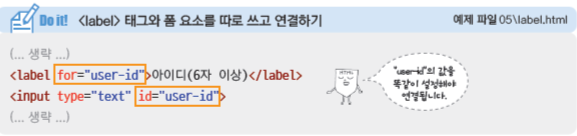 Do it! <label> 태그와 폼 요소를 따로 쓰고 연결하기
예제 파일 05\label.html
(... 생략 ...)
<label for="user-id">아이디(6자 이상)</label>
<input type="text" id="user-id">
(... 생략 ...)
"user-id"의 값을
똑같이 설정해야
연결됩니다.